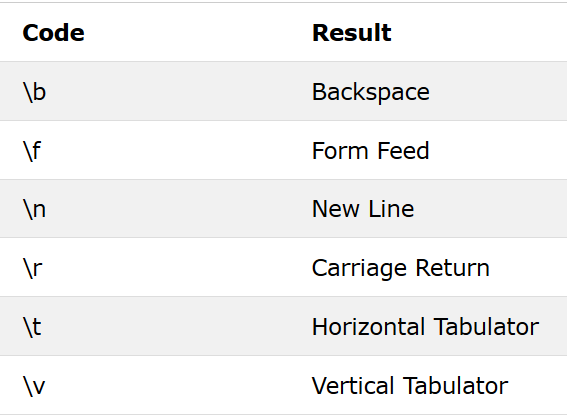 Code Result
\b Backspace
\f Form Feed
\n New Line
\r Carriage Return
\t Horizontal Tabulator
\v Vertical Tabulator